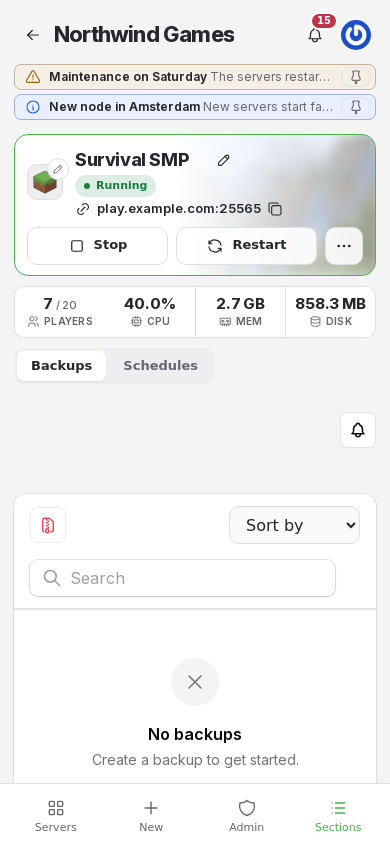 Northwind Games
15
Maintenance on Saturday The servers restar...
New node in Amsterdam New servers start fa...
Survival SMP
Running
play.example.com:25565
Stop
Restart
7 / 20
PLAYERS
40.0%
CPU
2.7 GB
MEM
858.3 MB
DISK
Backups
Schedules
Sort by
Search
No backups
Create a backup to get started.
Servers
New
Admin
Sections